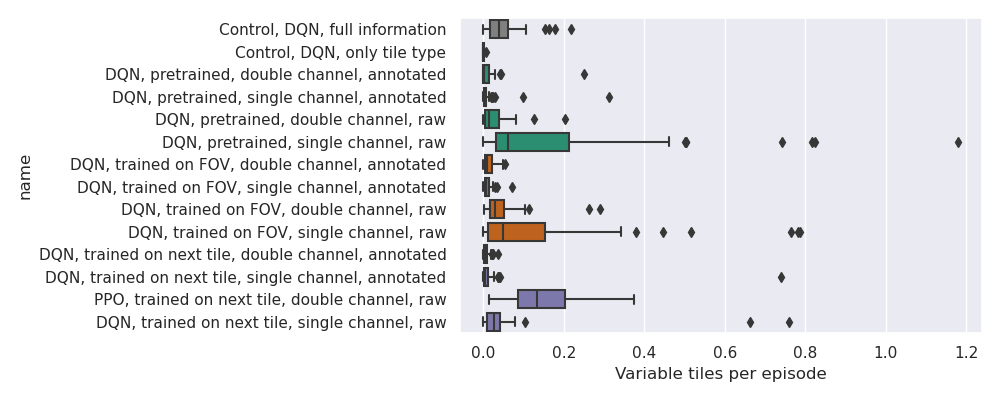 Control, DQN, full information
Control, DQN, only tile type
DQN, pretrained, double channel, annotated
DQN, pretrained, single channel, annotated
DQN, pretrained, double channel, raw
DQN, pretrained, single channel, raw
DQN, trained on FOV, double channel, annotated
DQN, trained on FOV, single channel, annotated
DQN, trained on FOV, double channel, raw
DQN, trained on FOV, single channel, raw
DQN, trained on next tile, double channel, annotated
DQN, trained on next tile, single channel, annotated
PPO, trained on next tile, double channel, raw
DQN, trained on next tile, single channel, raw
name
0.0 0.2 0.4 0.6 0.8 1.0 1.2
Variable tiles per episode